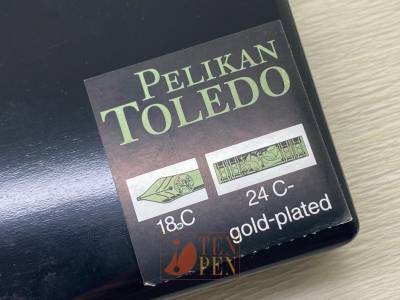 PELIKAN
TOLEDO
18 C
24 C-
gold-plated
TEN
PEN